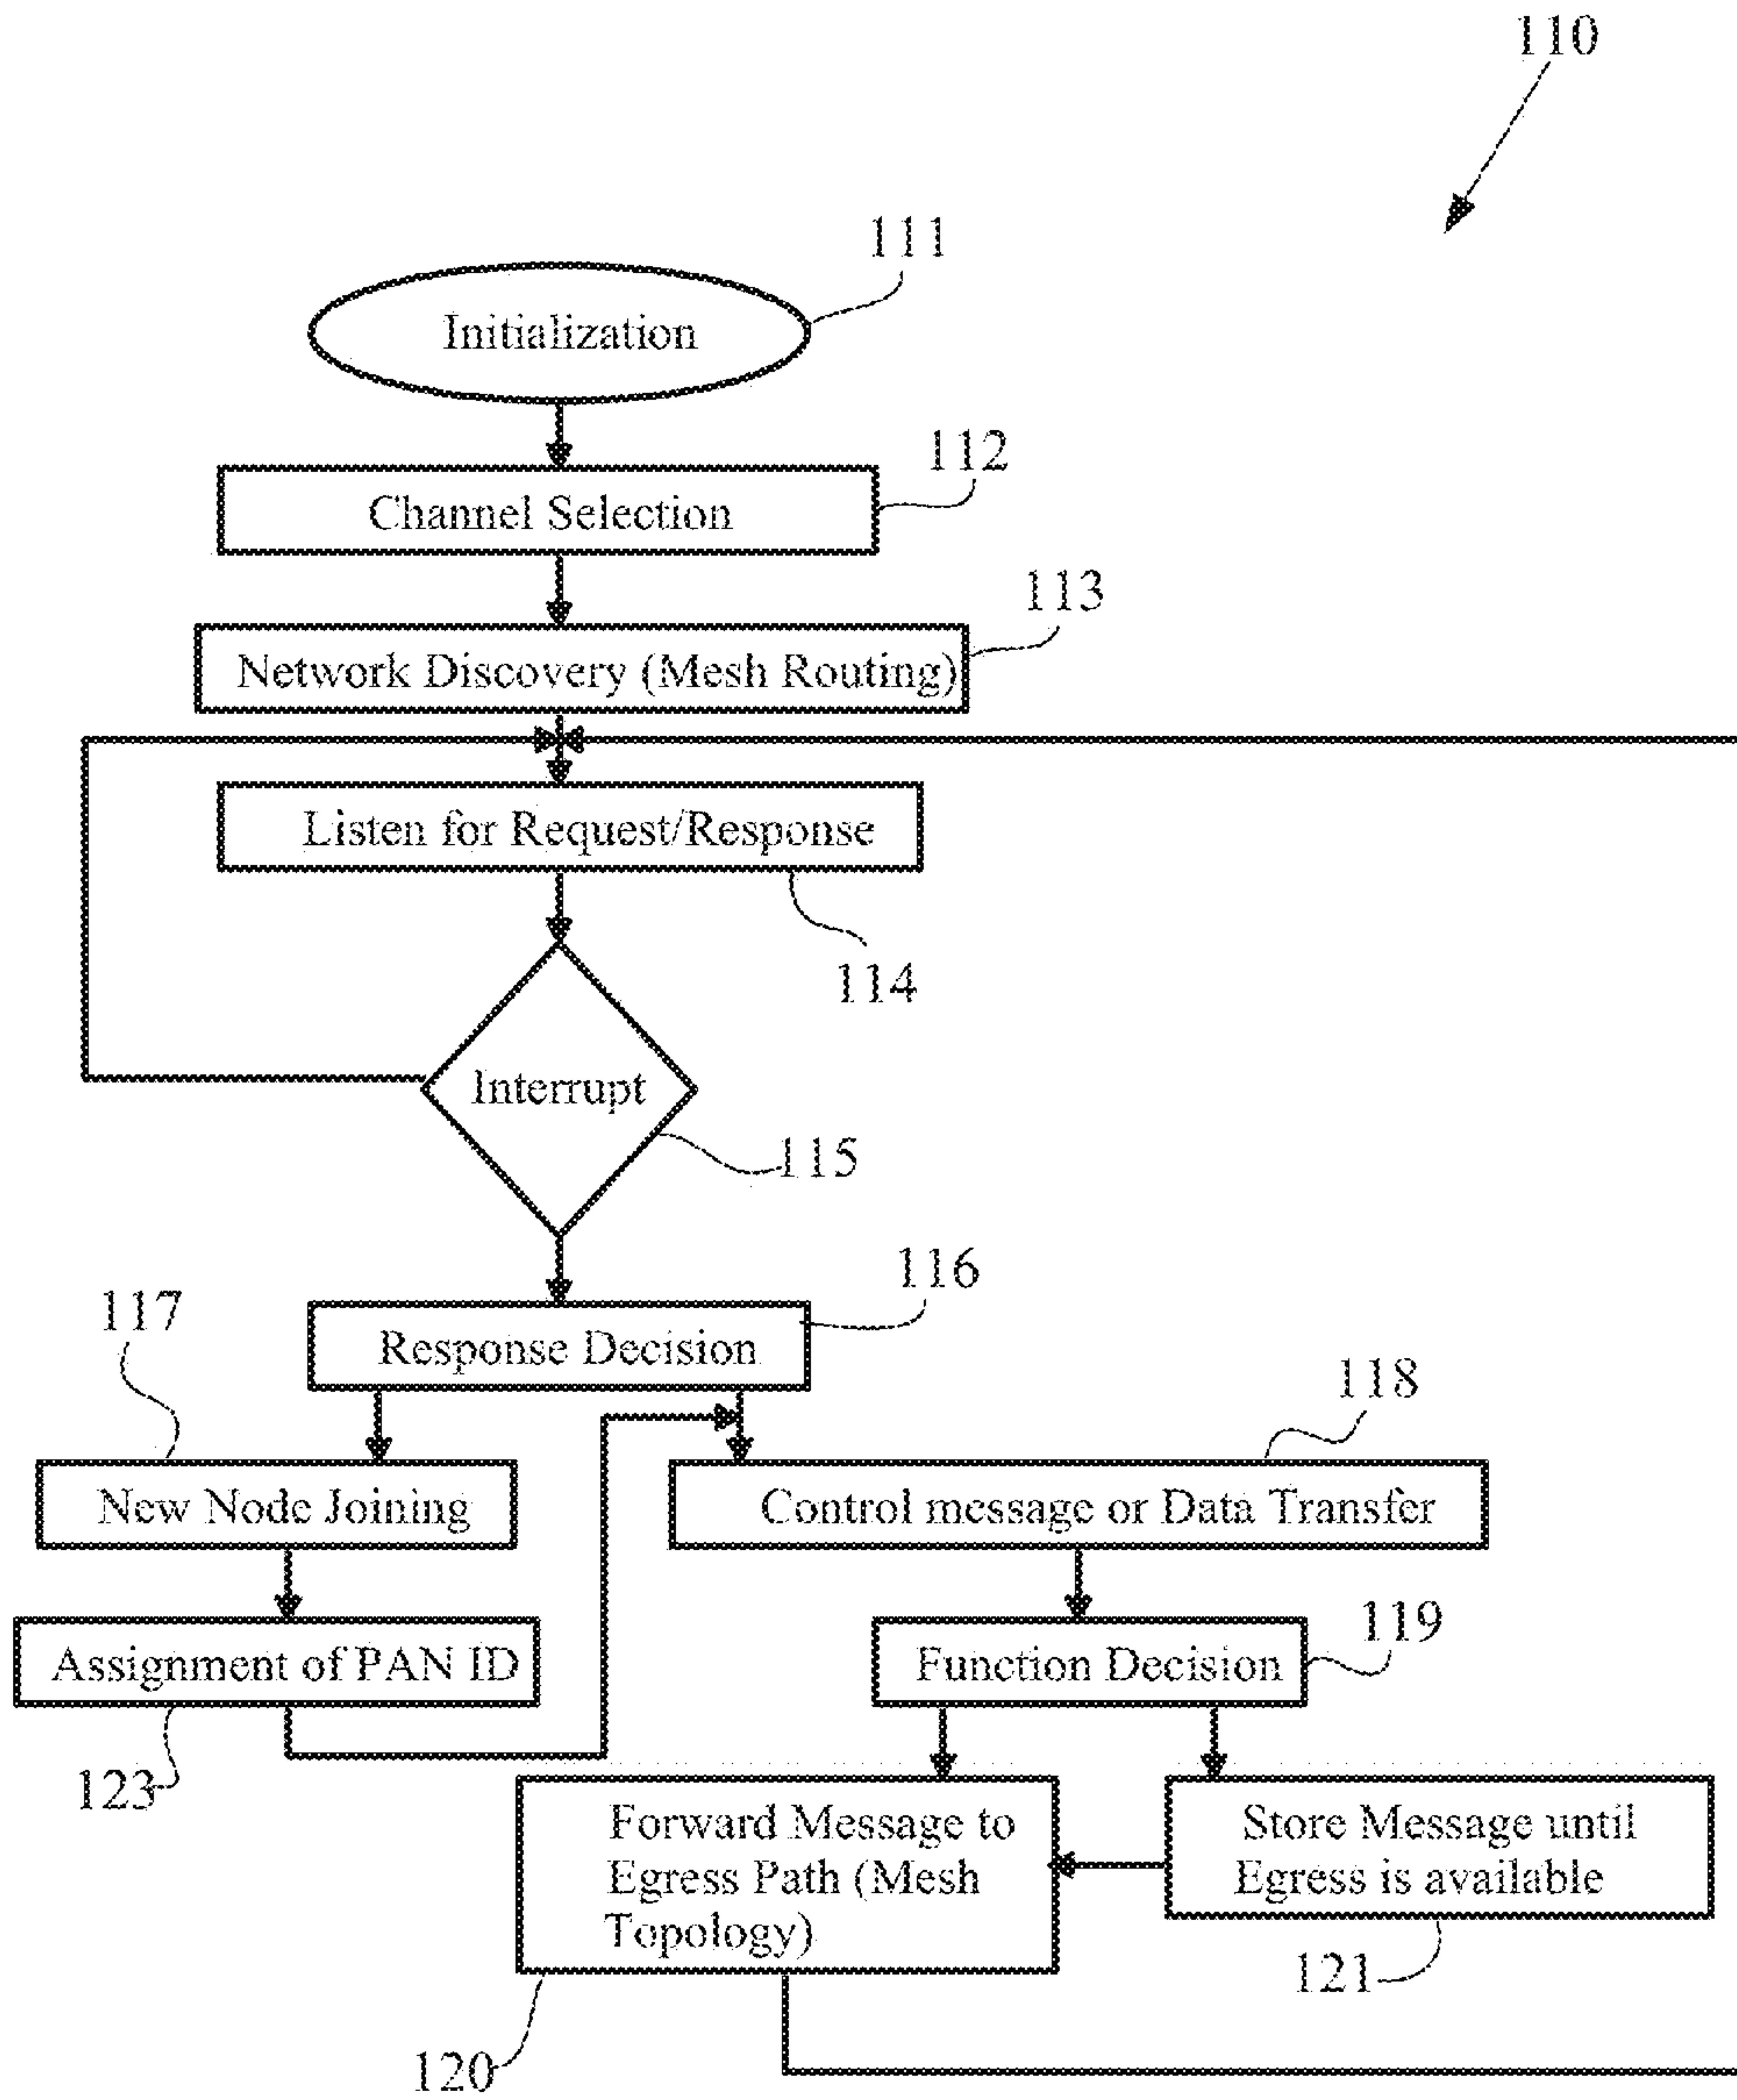 110
111
Initialization
112
Channel Selection
113
Network Discovery (Mesh Routing)
Listen for Request/Response
114
Interrupt
115
116
Response Decision
117
118
New Node Joining
Control message or Data Transfer
119
Assignment of PAN ID
Function Decision
123
Forward Message to
Egress Path (Mesh
Topology)
Store Message until
Egress is available
121
120